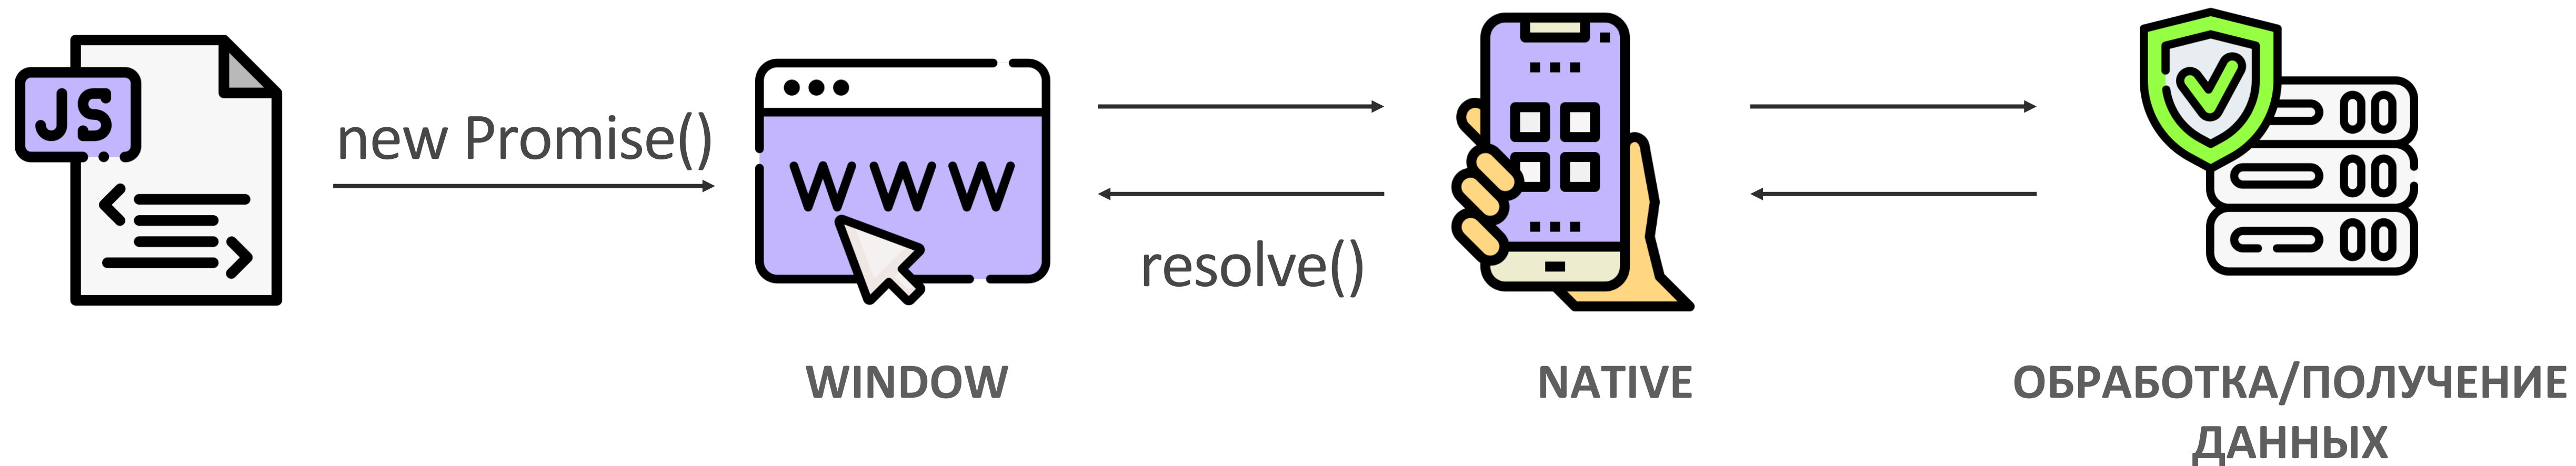 JS
new Promise()
WWW
resolve()
WINDOW
NATIVE
ОБРАБОТКА/ПОЛУЧЕНИЕ
ДАННЫХ